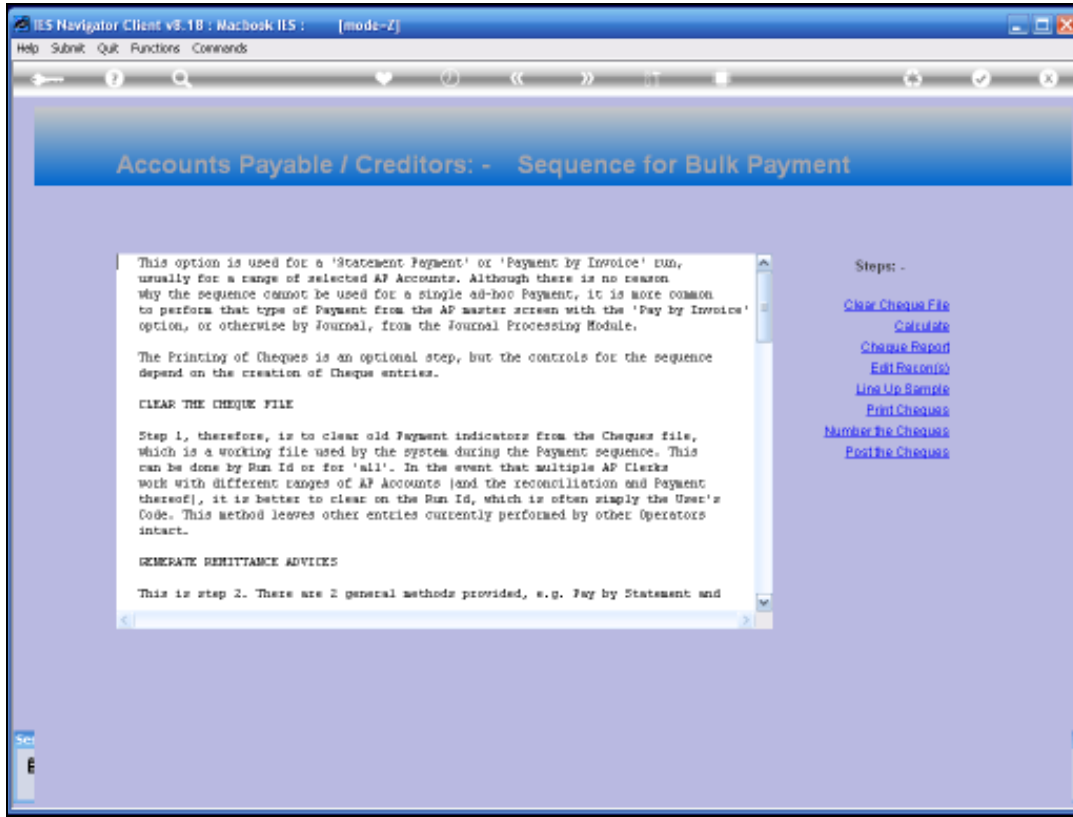 IES Navigator Client v8.18 : Macbook IES : [mode-Z]
Help Submit Quit Functions Commands
Accounts Payable / Creditors: - Sequence for Bulk Payment
This option is used for a 'Statement Payment' or 'Payment by Invoice' run,
usually for a range of selected AP Accounts. Although there is no reason
why the sequence cannot be used for a single ad-hoc Payment, it is more common
to perform that type of Payment from the AP master screen with the 'Pay by Invoice'
option, or otherwise by Journal, from the Journal Processing Module.
The Printing of Cheques is an optional step, but the controls for the sequence
depend on the creation of Cheque entries.
CLEAR THE CHEQUE FILE
Step 1, therefore, is to clear old Payment indicators from the Cheques file,
which is a working file used by the system during the Payment sequence. This
can be done by Run Id or for 'all'. In the event that multiple AP Clerks
work with different ranges of AP Accounts (and the reconciliation and Payment
thereof), it is better to clear on the Run Id, which is often simply the User's
Code. This method leaves other entries currently performed by other Operators
intact.
GENERATE REMITTANCE ADVICES
This is step 2. There are 2 general methods provided, e.g. Pay by Statement and
Steps: -
Clear Cheque File
Calculate
Cheque Report
Edit Recon(s)
Line Up Sample
Print Cheques
Number the Cheques
Post the Cheques